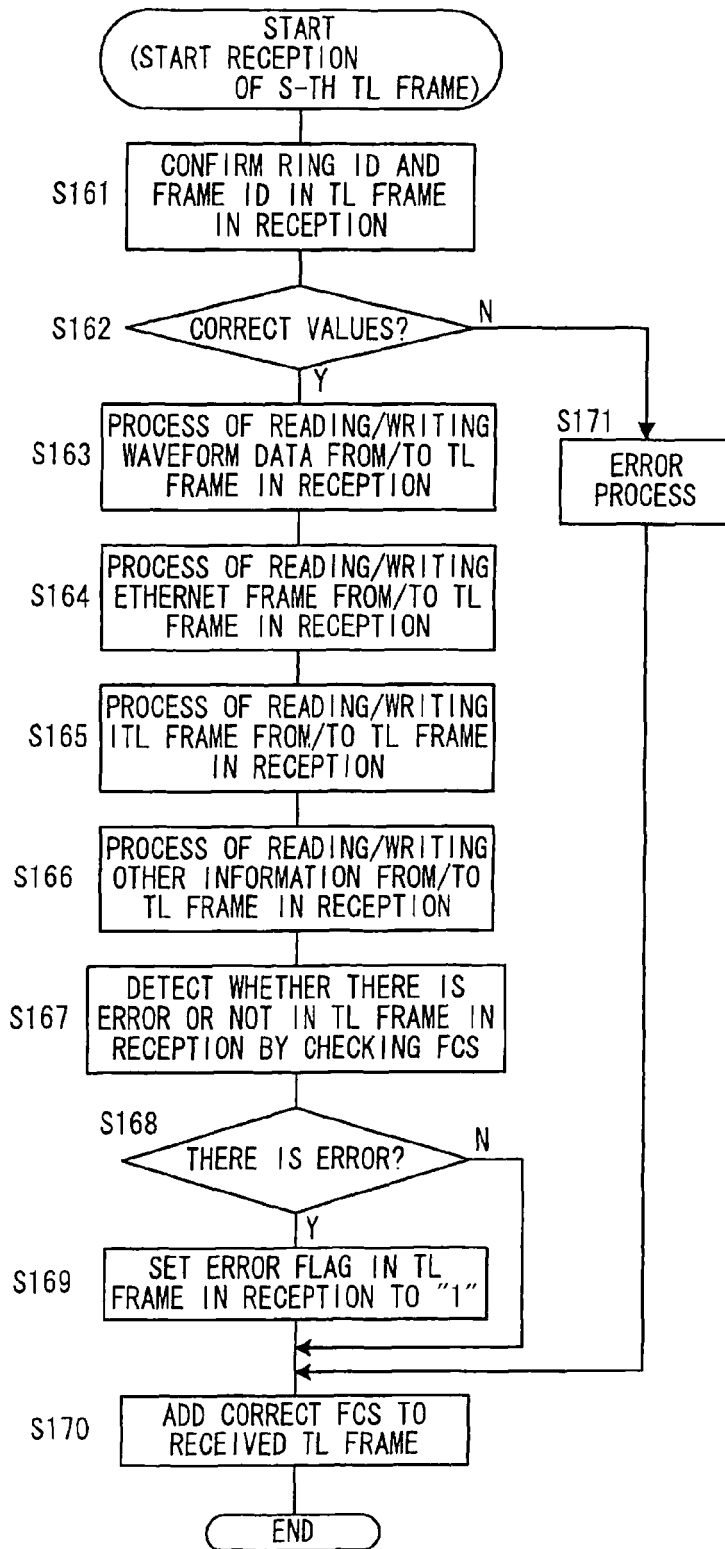 START
(START RECEPTION
OF S-TH TL FRAME)
S161
CONFIRM RING ID AND
FRAME ID IN TL FRAME
IN RECEPTION
S162
CORRECT VALUES?
N
Y
S163
PROCESS OF READING/WRITING
WAVEFORM DATA FROM/TO TL
FRAME IN RECEPTION
S171
ERROR
PROCESS
S164
PROCESS OF READING/WRITING
ETHERNET FRAME FROM/TO TL
FRAME IN RECEPTION
S165
PROCESS OF READING/WRITING
ITL FRAME FROM/TO TL FRAME
IN RECEPTION
S166
PROCESS OF READING/WRITING
OTHER INFORMATION FROM/TO
TL FRAME IN RECEPTION
S167
DETECT WHETHER THERE IS
ERROR OR NOT IN TL FRAME IN
RECEPTION BY CHECKING FCS
S168
THERE IS ERROR?
N
Y
S169
SET ERROR FLAG IN TL
FRAME IN RECEPTION TO "1"
S170
ADD CORRECT FCS TO
RECEIVED TL FRAME
END